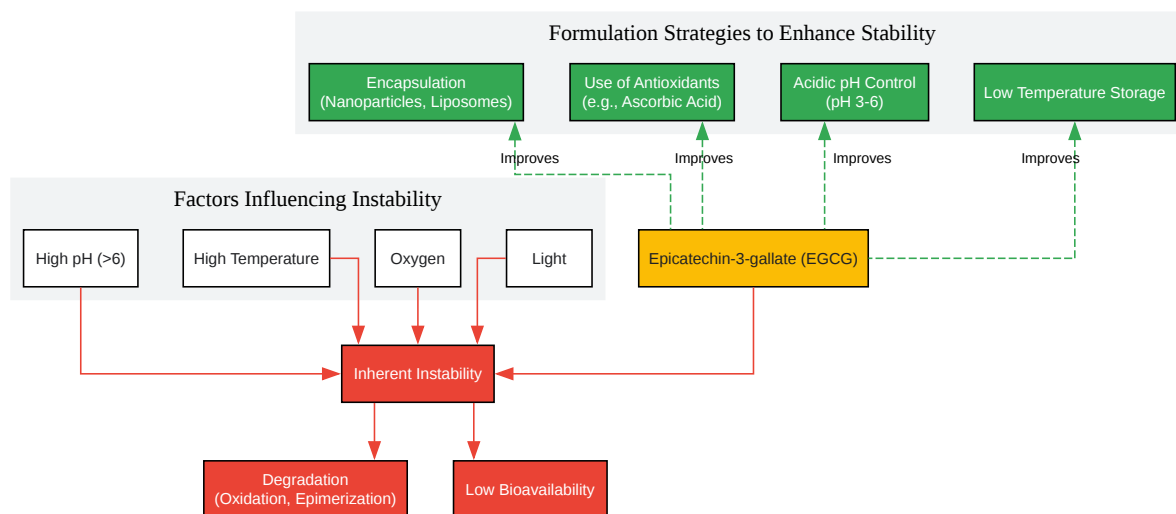 Formulation Strategies to Enhance Stability
Encapsulation
(Nanoparticles, Liposomes)
Use of Antioxidants
(e.g., Ascorbic Acid)
Acidic pH Control
(pH 3-6)
Low Temperature Storage
Improves
Improves
Improves
Improves
Factors Influencing Instability
High pH (>6)
High Temperature
Oxygen
Light
Epicatechin-3-gallate (EGCG)
Inherent Instability
Degradation
(Oxidation, Epimerization)
Low Bioavailability